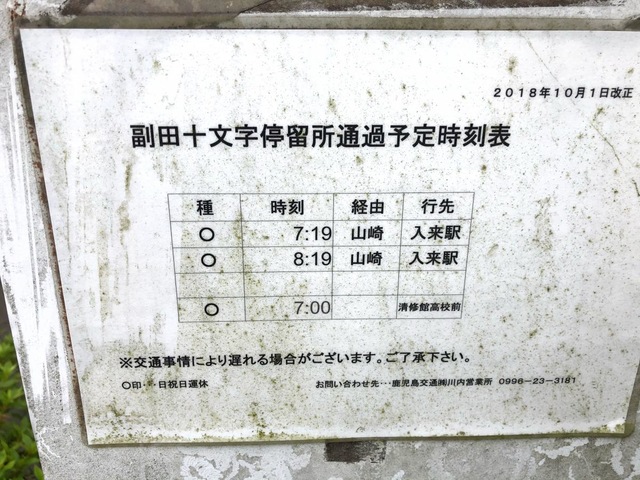 2018年10月1日改正
副田十文字停留所通過予定時刻表
種 時刻 経由 行先
○ 7:19 山崎 入来駅
○ 8:19 山崎 入来駅
○ 7:00 清修館高校前
※交通事情により遅れる場合がございます。ご了承下さい。
○印･･･日祝日運休 お問い合わせ先･･･鹿児島交通㈱川内営業所 0996-23-3181